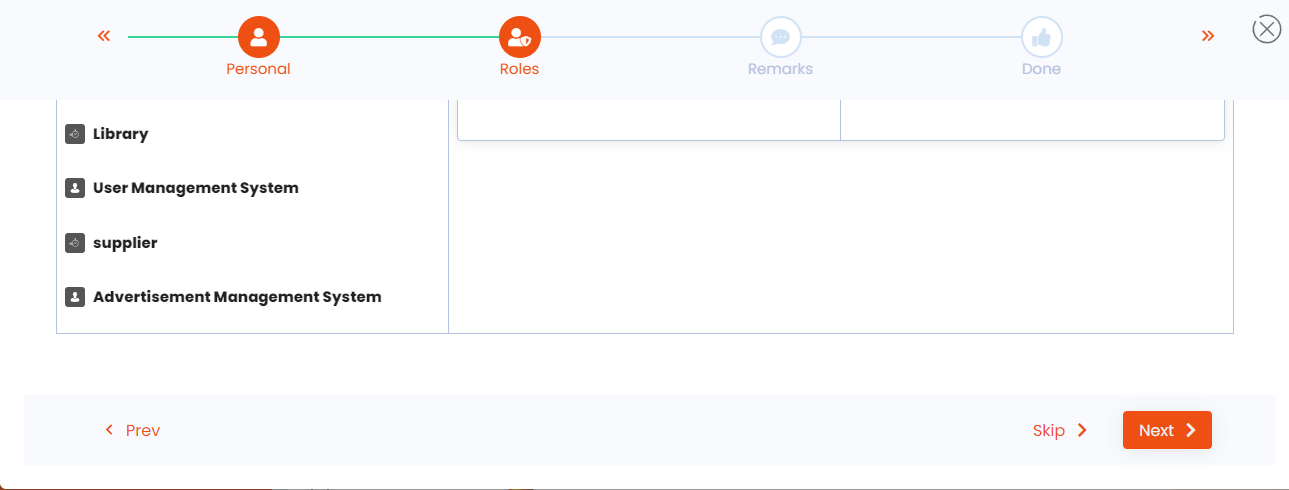 Personal
Roles
Remarks
Done
Library
User Management System
supplier
Advertisement Management System
Prev
Skip
Next